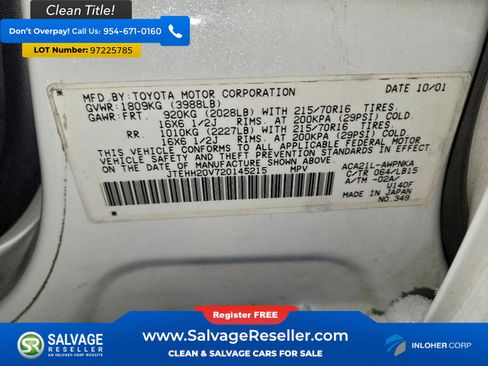 Clean Title!
Don't Overpay! Call US: 954-671-0160
LOT Number: 97225785
MFD.BY:TOYOTA MOTOR CORPORATION DATE 10/01
GVWR:1809KG (3988LB)
GAWR:FRT. 920KG (2028LB) WITH 215/70R16 TIRES.
16X6 1/2J RIMS. AT 200KPA (29PSI) COLD.
RR. 1010KG (2227LB) WITH 215/70R16 TIRES.
16X6 1/2J RIMS. AT 200KPA (29PSI) COLD.
THIS VEHICLE CONFORMS TO ALL APPLICABLE FEDERAL MOTOR
VEHICLE SAFETY AND BUMPER STANDARDS IN EFFECT ON
THE DATE OF MANUFACTURE SHOWN ABOVE.
JTEHH20V720145215 MPV
ACA21L-AWPNKA
C/TR 064/LB15
A/TM -02A/
U140F
MADE IN JAPAN
NO.349
Register FREE!
SALVAGE
RESELLER
AN INLOHER CORP WEBSITE
www.SalvageReseller.com
CLEAN & SALVAGE CARS FOR SALE
INLOHER CORP